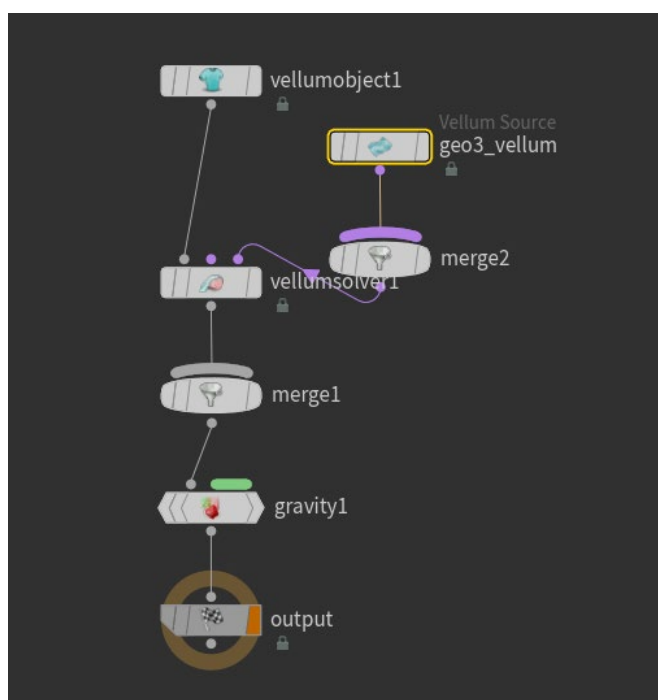 vellumobject1
Vellum Source
geo3_vellum
merge2
vellumsolver1
merge1
gravity1
output